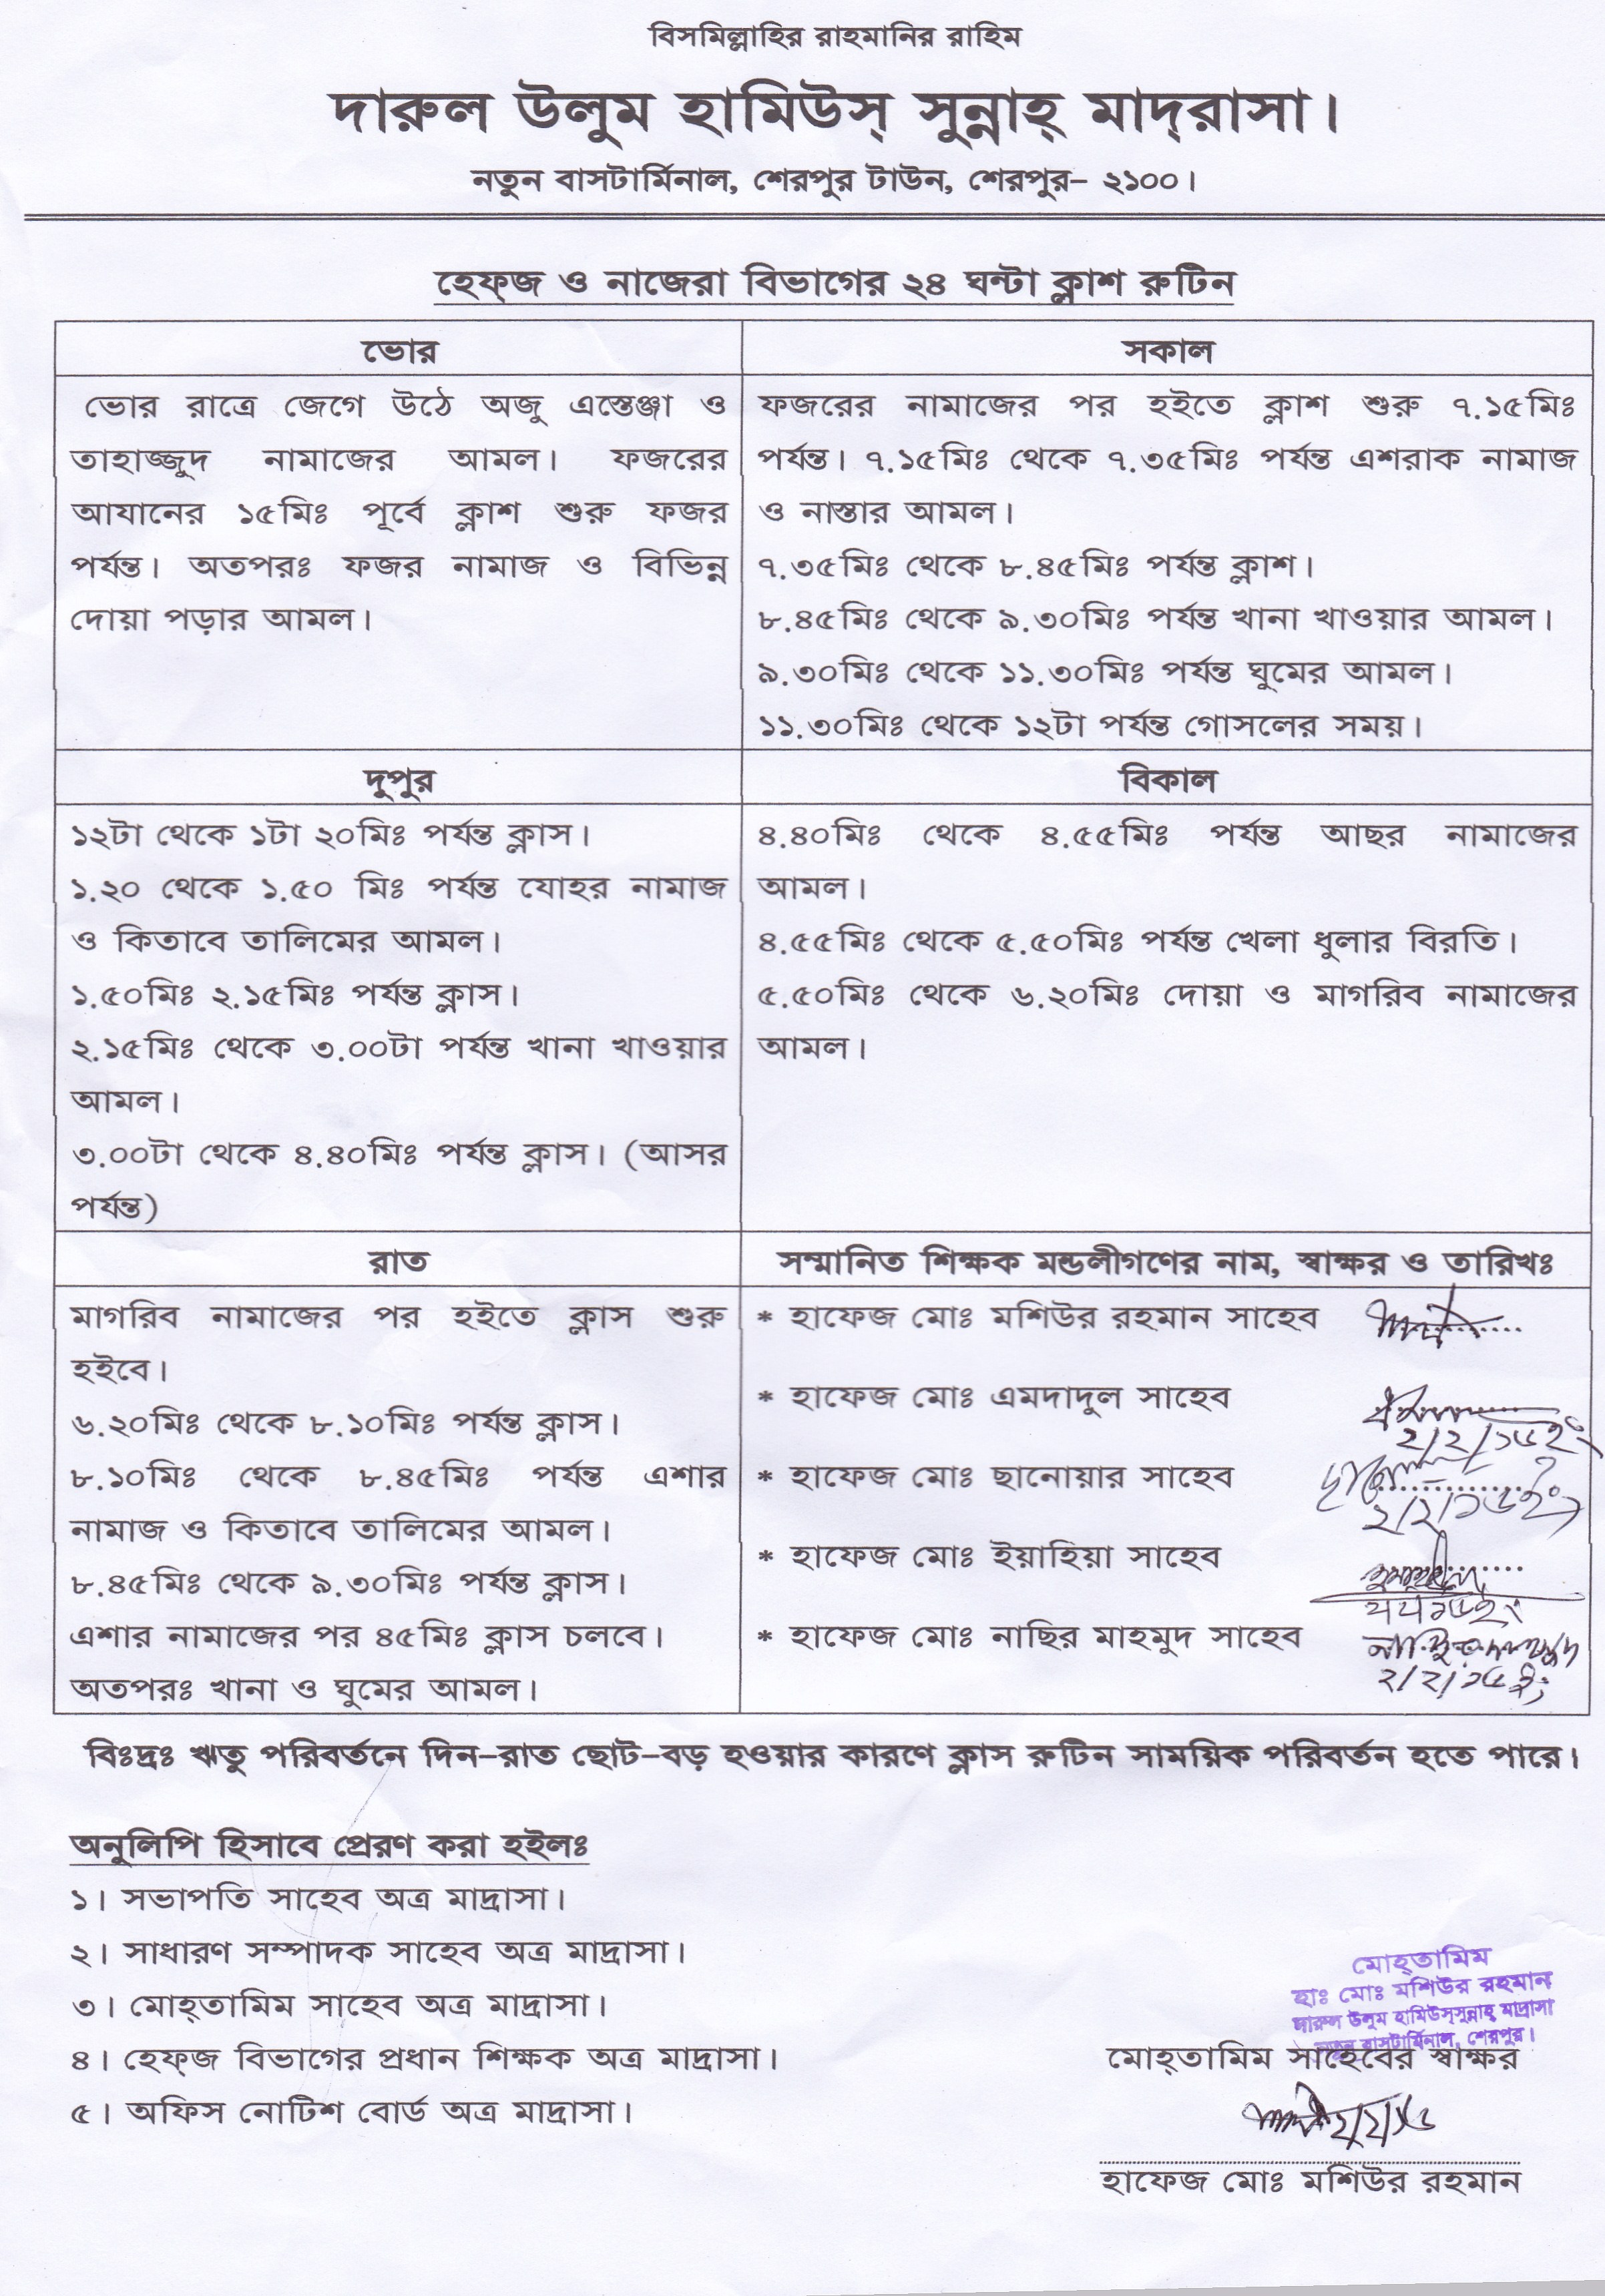 বিসমিল্লাহির রাহমানির রাহিম
দারুল উলুম হামিউস্ সুন্নাহ্ মাদ্‌রাসা।
নতুন বাসটার্মিনাল, শেরপুর টাউন, শেরপুর- ২১০০।
হেফ্‌জ ও নাজেরা বিভাগের ২৪ ঘন্টা ক্লাশ রুটিন
ভোর
ভোর রাত্রে জেগে উঠে অজু এস্তেঞ্জা ও
তাহাজ্জুদ নামাজের আমল। ফজরের
আযানের ১৫মিঃ পূর্বে ক্লাশ শুরু ফজর
পর্যন্ত। অতপরঃ ফজর নামাজ ও বিভিন্ন
দোয়া পড়ার আমল।
সকাল
ফজরের নামাজের পর হইতে ক্লাশ শুরু ৭.১৫মিঃ
পর্যন্ত। ৭.১৫মিঃ থেকে ৭.৩৫মিঃ পর্যন্ত এশরাক নামাজ
ও নাস্তার আমল।
৭.৩৫মিঃ থেকে ৮.৪৫মিঃ পর্যন্ত ক্লাশ।
৮.৪৫মিঃ থেকে ৯.৩০মিঃ পর্যন্ত খানা খাওয়ার আমল।
৯.৩০মিঃ থেকে ১১.৩০মিঃ পর্যন্ত ঘুমের আমল।
১১.৩০মিঃ থেকে ১২টা পর্যন্ত গোসলের সময়।
দুপুর
১২টা থেকে ১টা ২০মিঃ পর্যন্ত ক্লাস।
১.২০ থেকে ১.৫০ মিঃ পর্যন্ত যোহর নামাজ
ও কিতাবে তালিমের আমল।
১.৫০মিঃ ২.১৫মিঃ পর্যন্ত ক্লাস।
২.১৫মিঃ থেকে ৩.০০টা পর্যন্ত খানা খাওয়ার
আমল।
৩.০০টা থেকে ৪.৪০মিঃ পর্যন্ত ক্লাস। (আসর
পর্যন্ত)
বিকাল
৪.৪০মিঃ থেকে ৪.৫৫মিঃ পর্যন্ত আছর নামাজের
আমল।
৪.৫৫মিঃ থেকে ৫.৫০মিঃ পর্যন্ত খেলা ধুলার বিরতি।
৫.৫০মিঃ থেকে ৬.২০মিঃ দোয়া ও মাগরিব নামাজের
আমল।
রাত
মাগরিব নামাজের পর হইতে ক্লাস শুরু
হইবে।
৬.২০মিঃ থেকে ৮.১০মিঃ পর্যন্ত ক্লাস।
৮.১০মিঃ থেকে ৮.৪৫মিঃ পর্যন্ত এশার
নামাজ ও কিতাবে তালিমের আমল।
৮.৪৫মিঃ থেকে ৯.৩০মিঃ পর্যন্ত ক্লাস।
এশার নামাজের পর ৪৫মিঃ ক্লাস চলবে।
অতপরঃ খানা ও ঘুমের আমল।
সম্মানিত শিক্ষক মন্ডলীগণের নাম, স্বাক্ষর ও তারিখঃ
* হাফেজ মোঃ মশিউর রহমান সাহেব
* হাফেজ মোঃ এমদাদুল সাহেব
২/২/১৫ইং
* হাফেজ মোঃ ছানোয়ার সাহেব
২/২/১৫ইং
* হাফেজ মোঃ ইয়াহিয়া সাহেব
* হাফেজ মোঃ নাছির মাহমুদ সাহেব
২/২/১৫ইং
বিঃদ্রঃ ঋতু পরিবর্তনে দিন-রাত ছোট-বড় হওয়ার কারণে ক্লাস রুটিন সাময়িক পরিবর্তন হতে পারে।
অনুলিপি হিসাবে প্রেরণ করা হইলঃ
১। সভাপতি সাহেব অত্র মাদ্রাসা।
২। সাধারণ সম্পাদক সাহেব অত্র মাদ্রাসা।
৩। মোহ্‌তামিম সাহেব অত্র মাদ্রাসা।
৪। হেফ্‌জ বিভাগের প্রধান শিক্ষক অত্র মাদ্রাসা।
৫। অফিস নোটিশ বোর্ড অত্র মাদ্রাসা।
মোহ্‌তামিম
হাঃ মোঃ মশিউর রহমান
দারুল উলুম হামিউস্‌সুন্নাহ্ মাদ্রাসা
নতুন বাসটার্মিনাল, শেরপুর।
মোহ্‌তামিম সাহেবের স্বাক্ষর
২/২/১৫
হাফেজ মোঃ মশিউর রহমান